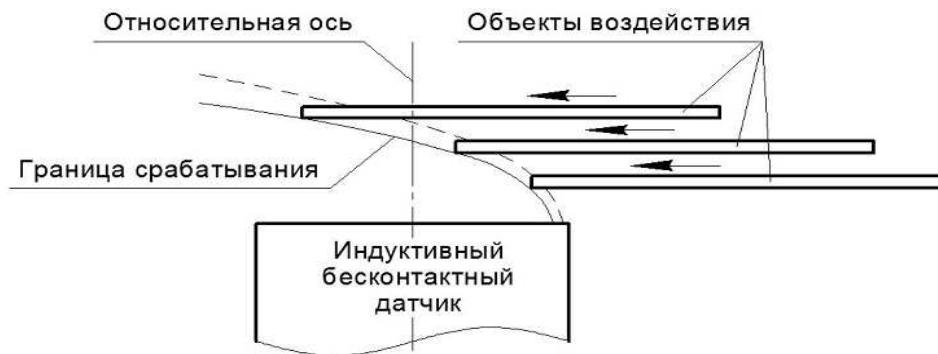 Относительная ось
Объекты воздействия
Граница срабатывания
Индуктивный
бесконтактный
датчик